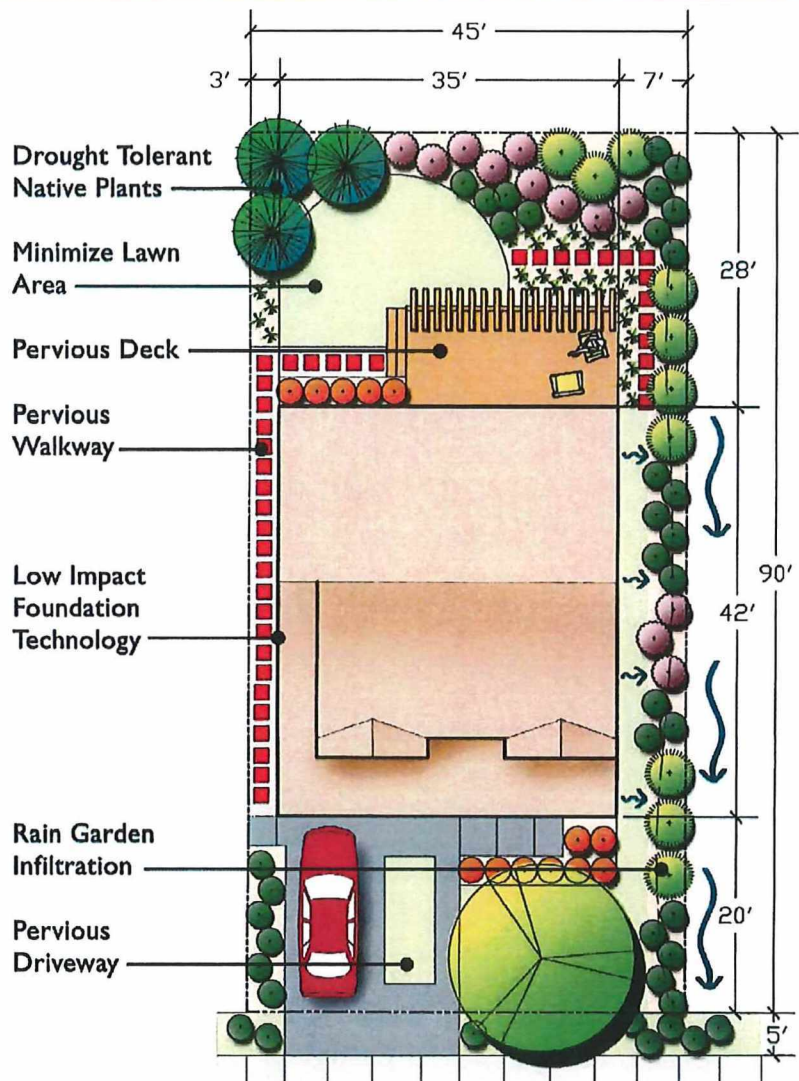 45'
3'
35'
7'
Drought Tolerant
Native Plants
Minimize Lawn
Area
28'
Pervious Deck
Pervious
Walkway
Low Impact
Foundation
Technology
90'
42'
Rain Garden
Infiltration
20'
Pervious
Driveway
5'